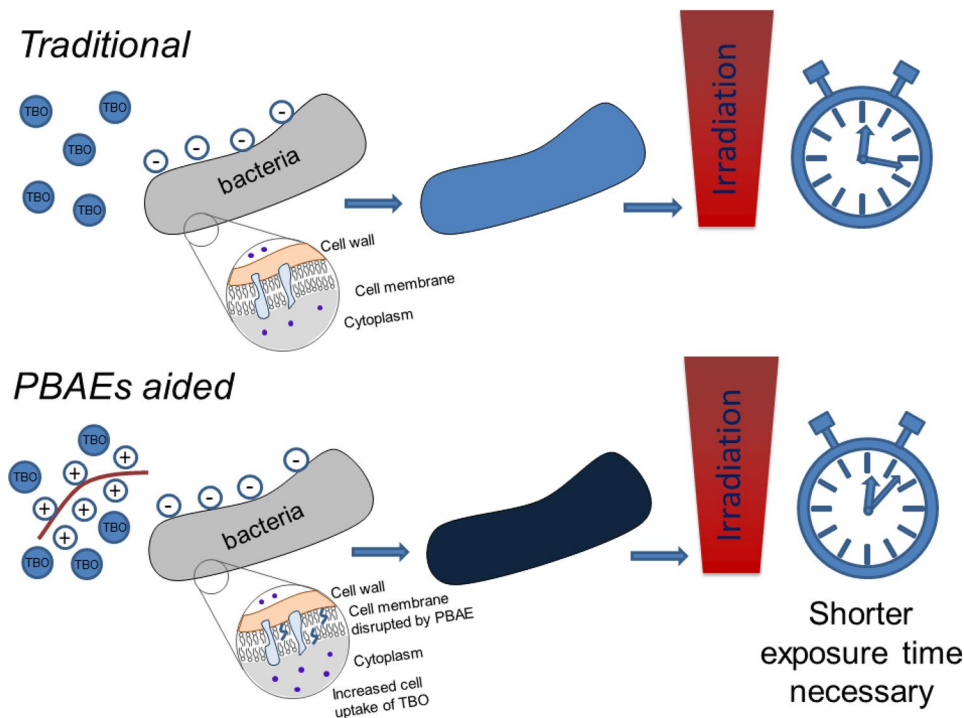 Traditional
TBO
TBO
TBO
TBO
TBO
- - - -
bacteria
Cell wall
Cell membrane
Cytoplasm
Irradiation
PBAEs aided
TBO
TBO
TBO
TBO
TBO
+ + + + + +
- - - -
bacteria
Cell wall
Cell membrane
disrupted by PBAE
Cytoplasm
Increased cell
uptake of TBO
Irradiation
Shorter
exposure time
necessary